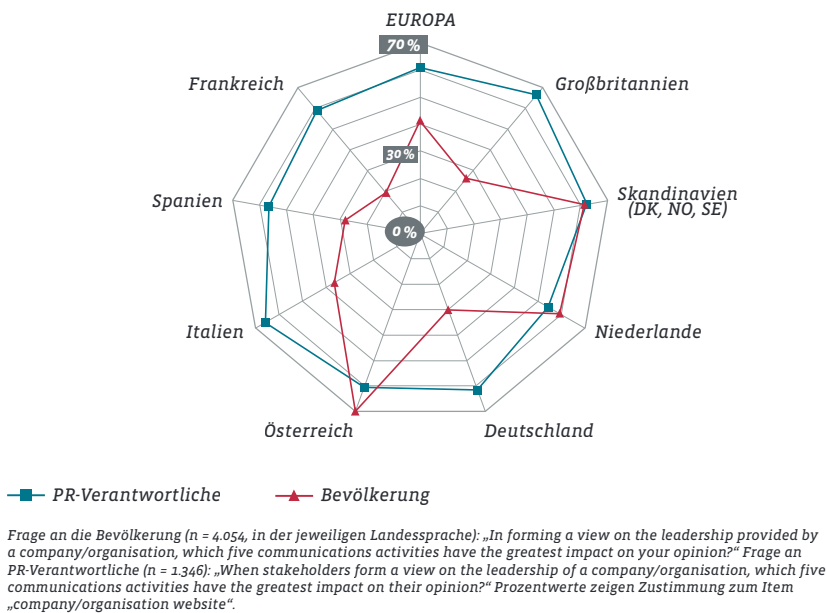 EUROPA
70 %
Frankreich
Großbritannien
30 %
Spanien
Skandinavien
(DK, NO, SE)
0 %
Italien
Niederlande
Österreich
Deutschland
PR-Verantwortliche
Bevölkerung
Frage an die Bevölkerung (n = 4.054, in der jeweiligen Landessprache): „In forming a view on the leadership provided by
a company/organisation, which five communications activities have the greatest impact on your opinion?“ Frage an
PR-Verantwortliche (n = 1.346): „When stakeholders form a view on the leadership of a company/organisation, which five
communications activities have the greatest impact on their opinion?“ Prozentwerte zeigen Zustimmung zum Item
„company/organisation website“.